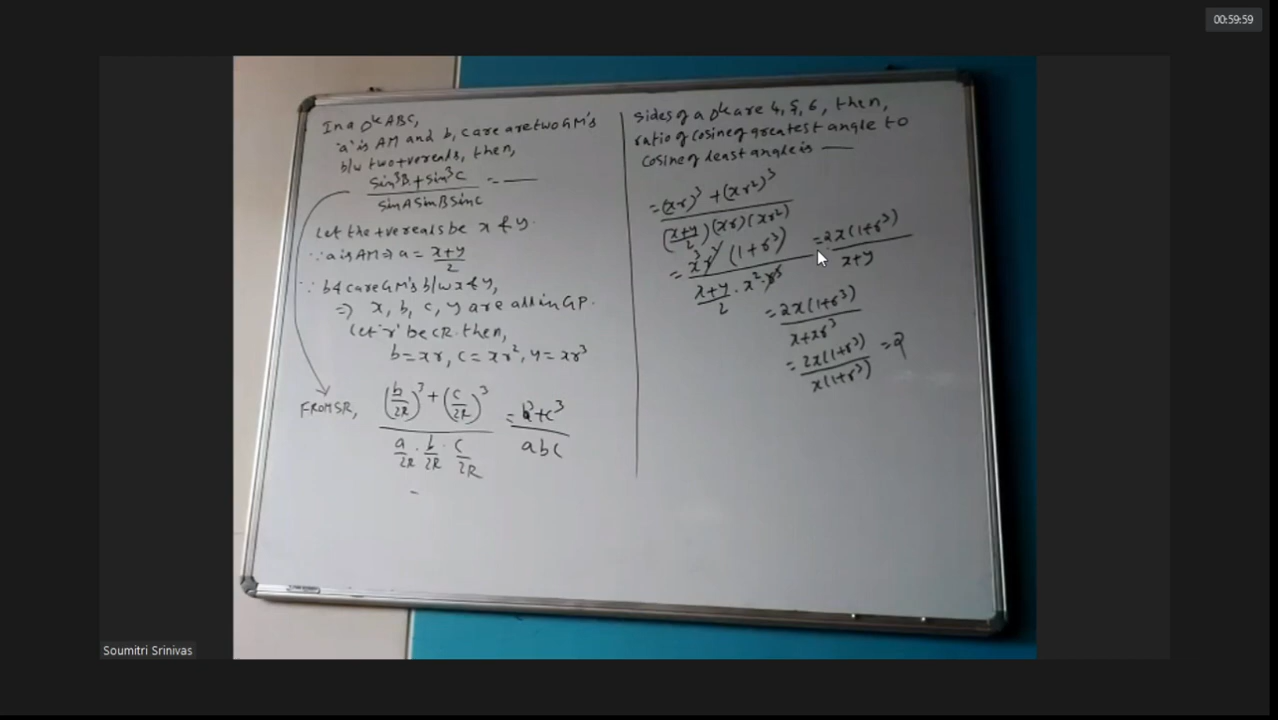 00:59:59
In a Δle ABC,
'a' is AM and b, c are are two GM's
b/w two +ve reals, then,
sin³B + sin³C / sinA sinB sinC = ___
Let the +ve reals be x & y.
∵ a is AM ⇒ a = x+y / 2
∵ b & c are GM's b/w x & y,
⇒ x, b, c, y are all in GP.
Let 'r' be CR. then,
b = xr, c = xr², y = xr³
FROM SR, (b/2R)³ + (c/2R)³ / a/2R · b/2R · c/2R = b³+c³ / abc
=
sides of a Δle are 4, 5, 6, then,
ratio of cosine of greatest angle to
cosine of least angle is ___
= (xr)³ + (xr²)³ / (x+y/2)(xr)(xr²)
= x³r³(1+r³) / x+y/2 · x²·r³ = 2x(1+r³) / x+y
= 2x(1+r³) / x+xr³
= 2x(1+r³) / x(1+r³) = 2
Soumitri Srinivas